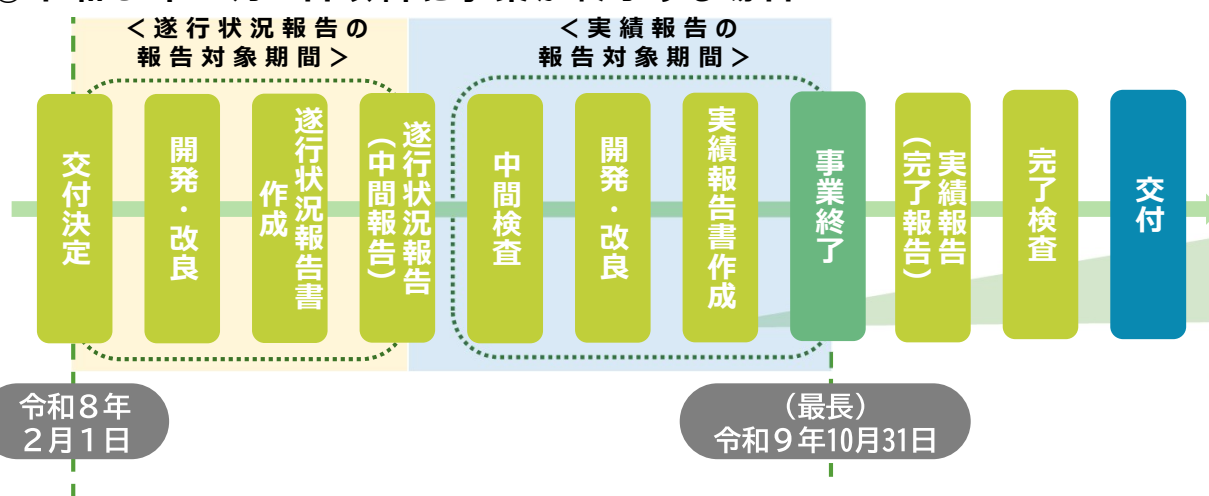 ＜遂行状況報告の
報告対象期間＞
＜実績報告の
報告対象期間＞
交付決定
開発・改良
遂行状況報告書
作成
遂行状況報告
（中間報告）
中間検査
開発・改良
実績報告書作成
事業終了
実績報告
（完了報告）
完了検査
交付
令和８年
２月１日
（最長）
令和９年10月31日